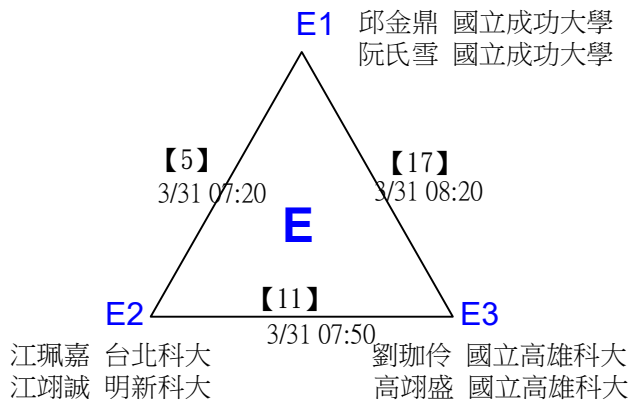 E1
邱金鼎 國立成功大學
阮氏雪 國立成功大學
【5】
3/31 07:20
【17】
3/31 08:20
E
【11】
3/31 07:50
E2
江珮嘉 台北科大
江翊誠 明新科大
E3
劉珈伶 國立高雄科大
高翊盛 國立高雄科大